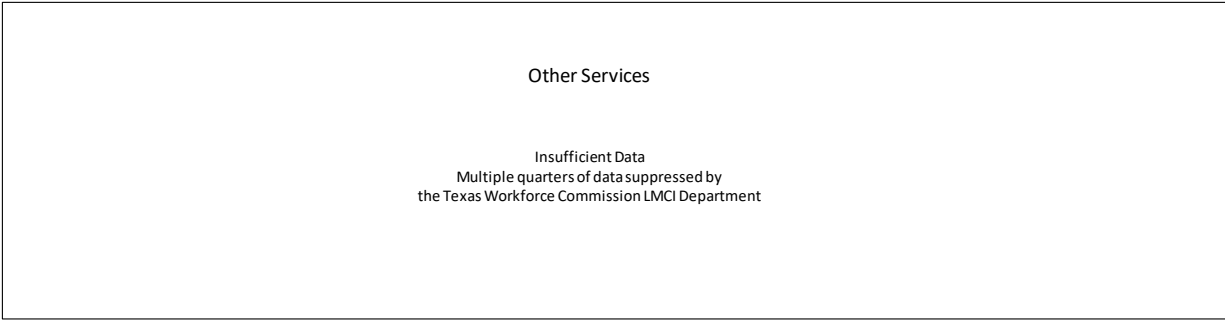 Other Services
Insufficient Data
Multiple quarters of data suppressed by
the Texas Workforce Commission LMCI Department